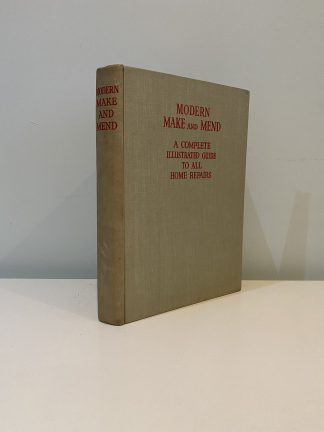 MODERN
MAKE
AND
MEND
MODERN
MAKE AND MEND
A COMPLETE
ILLUSTRATED GUIDE
TO ALL
HOME REPAIRS